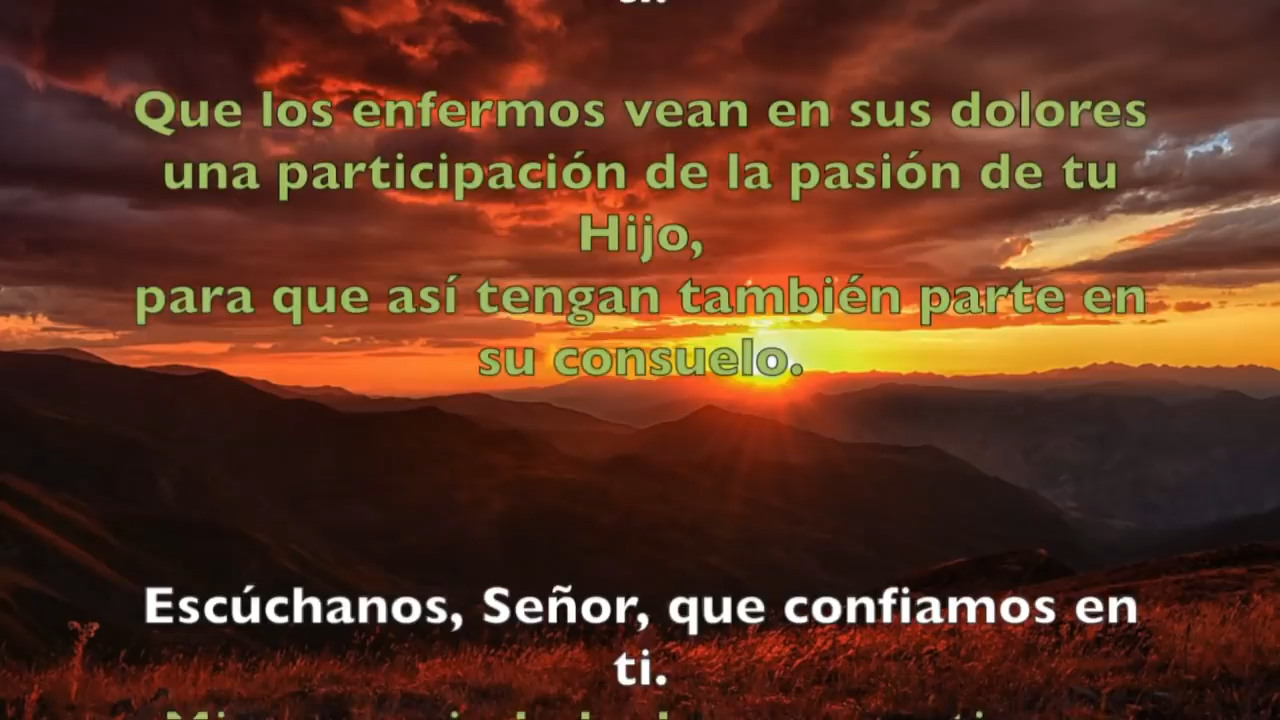 Que los enfermos vean en sus dolores
una participación de la pasión de tu
Hijo,
para que así tengan también parte en
su consuelo.
Escúchanos, Señor, que confiamos en
ti.